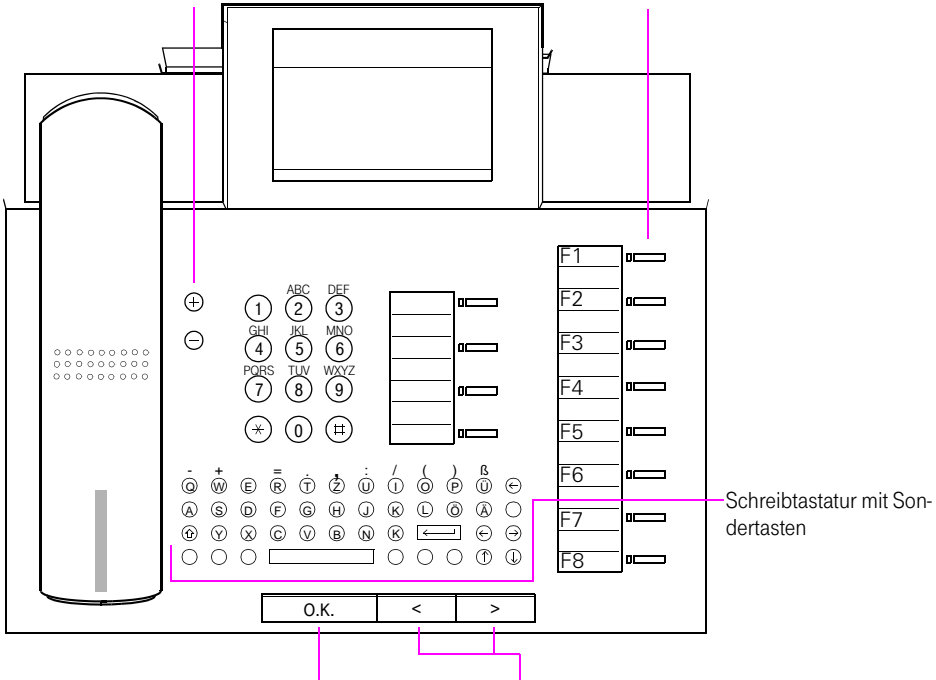 F1
F2
F3
F4
F5
F6
F7
F8
+
−
ABC DEF
1 2 3
GHI JKL MNO
4 5 6
PQRS TUV WXYZ
7 8 9
* 0 #
- + = . , : / ( ) ß
Q W E R T Z U I O P Ü ←
A S D F G H J K L Ö Ä
⇧ Y X C V B N K ← → 
↑ ↓
Schreibtastatur mit Son-
dertasten
O.K. < >